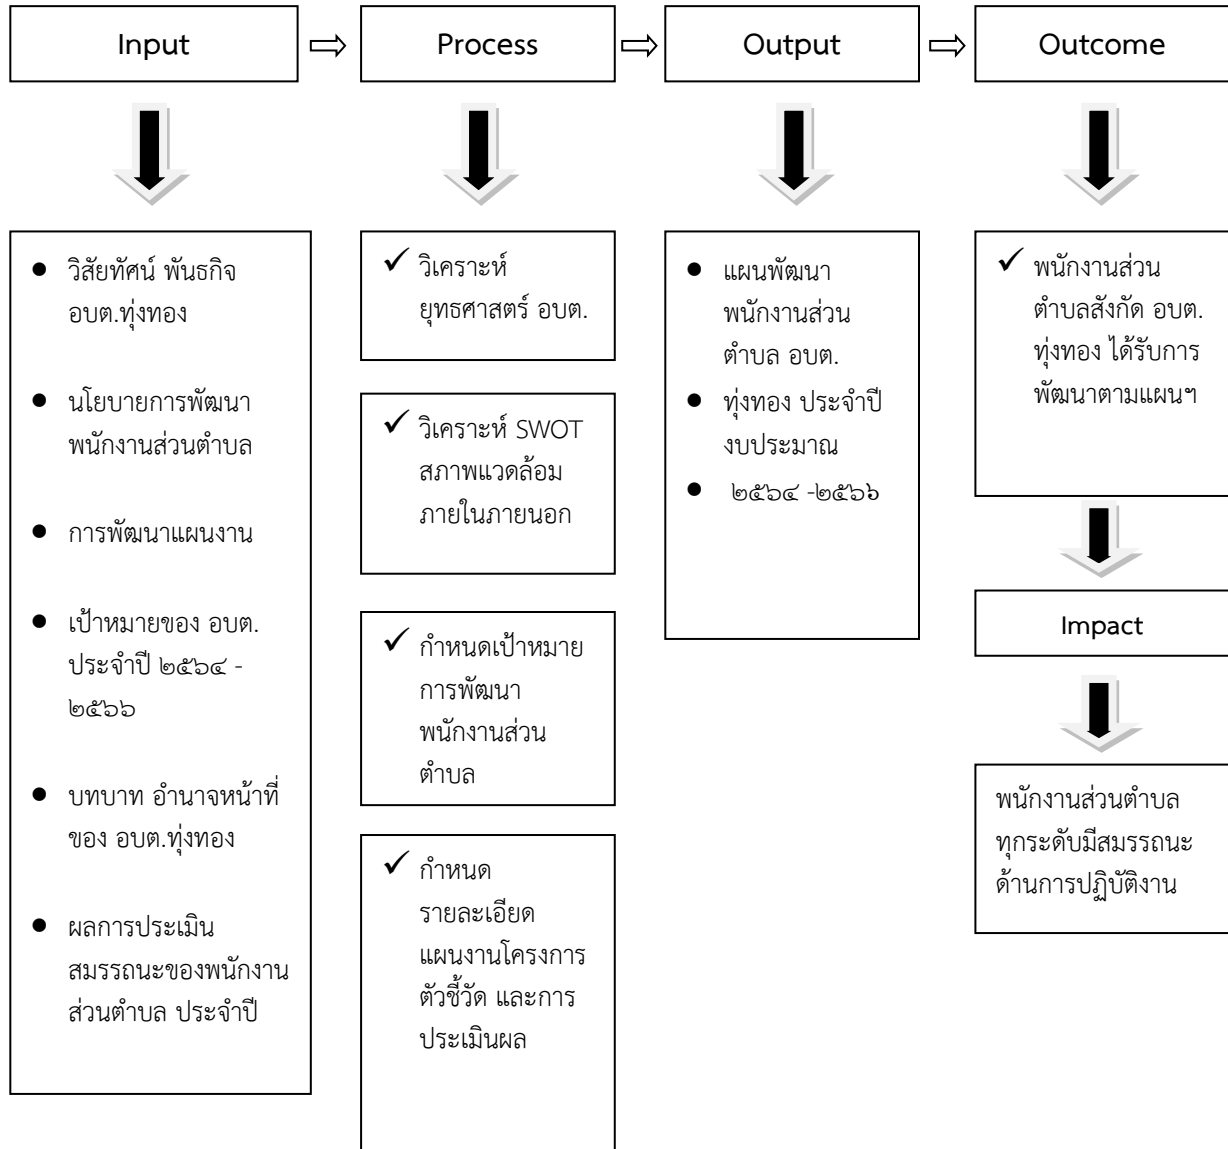 Input
Process
Output
Outcome
วิสัยทัศน์ พันธกิจ
อบต.ทุ่งทอง
นโยบายการพัฒนา
พนักงานส่วนตำบล
การพัฒนาแผนงาน
เป้าหมายของ อบต.
ประจำปี ๒๕๖๔ -
๒๕๖๖
บทบาท อำนาจหน้าที่
ของ อบต.ทุ่งทอง
ผลการประเมิน
สมรรถนะของพนักงาน
ส่วนตำบล ประจำปี
วิเคราะห์
ยุทธศาสตร์ อบต.
วิเคราะห์ SWOT
สภาพแวดล้อม
ภายในภายนอก
กำหนดเป้าหมาย
การพัฒนา
พนักงานส่วน
ตำบล
กำหนด
รายละเอียด
แผนงานโครงการ
ตัวชี้วัด และการ
ประเมินผล
แผนพัฒนา
พนักงานส่วน
ตำบล อบต.
ทุ่งทอง ประจำปี
งบประมาณ
๒๕๖๔ -๒๕๖๖
พนักงานส่วน
ตำบลสังกัด อบต.
ทุ่งทอง ได้รับการ
พัฒนาตามแผนฯ
Impact
พนักงานส่วนตำบล
ทุกระดับมีสมรรถนะ
ด้านการปฏิบัติงาน